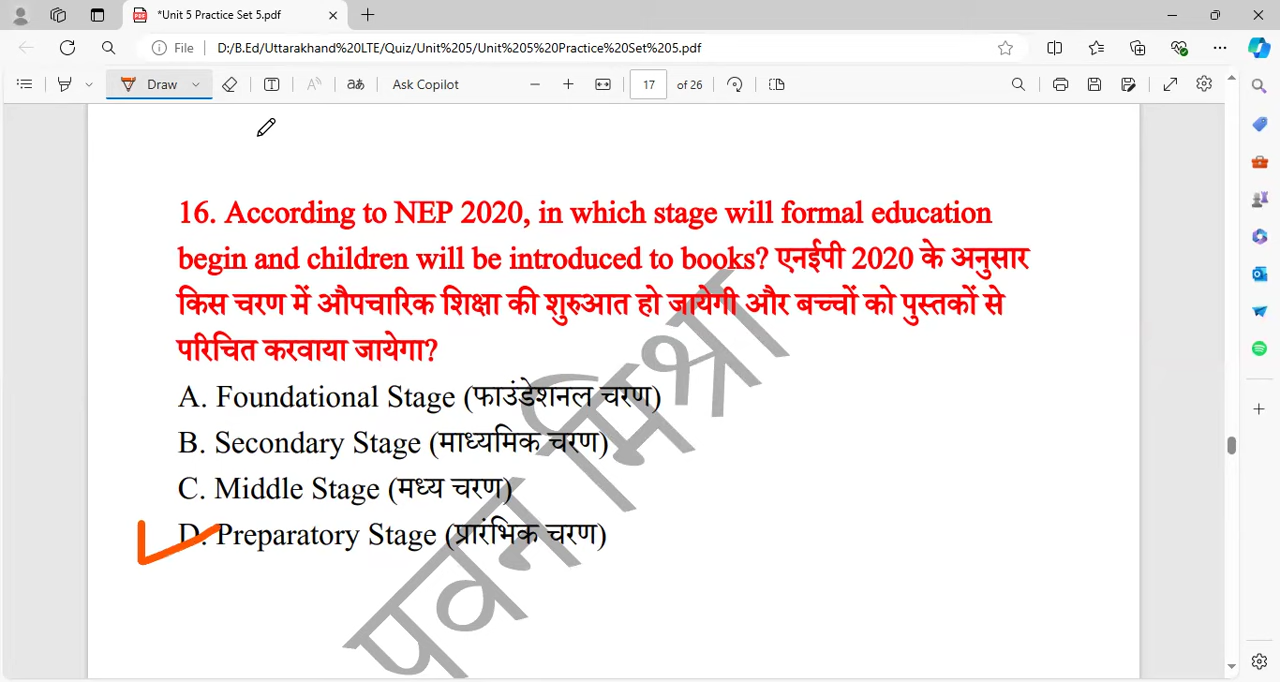 *Unit 5 Practice Set 5.pdf
File D:/B.Ed/Uttarakhand%20LTE/Quiz/Unit%205/Unit%205%20Practice%20Set%205.pdf
Draw aあ Ask Copilot 17 of 26
16. According to NEP 2020, in which stage will formal education
begin and children will be introduced to books? एनईपी 2020 के अनुसार
किस चरण में औपचारिक शिक्षा की शुरुआत हो जायेगी और बच्चों को पुस्तकों से
परिचित करवाया जायेगा?
A. Foundational Stage (फाउंडेशनल चरण)
B. Secondary Stage (माध्यमिक चरण)
C. Middle Stage (मध्य चरण)
D. Preparatory Stage (प्रारंभिक चरण)
पवन मिश्रा